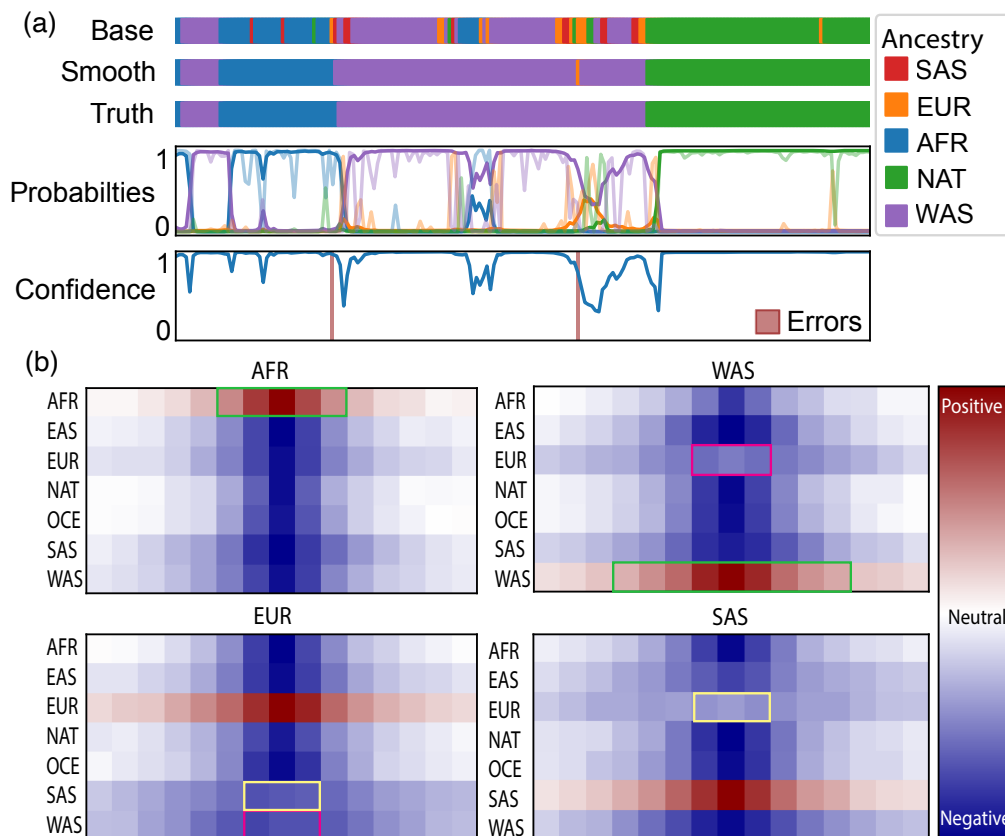 (a)
Base
Smooth
Truth
1
Probabilties
0
1
Confidence
0
Errors
Ancestry
SAS
EUR
AFR
NAT
WAS
(b)
AFR
AFR
EAS
EUR
NAT
OCE
SAS
WAS
WAS
AFR
EAS
EUR
NAT
OCE
SAS
WAS
EUR
AFR
EAS
EUR
NAT
OCE
SAS
WAS
SAS
AFR
EAS
EUR
NAT
OCE
SAS
WAS
Positive
Neutral
Negative